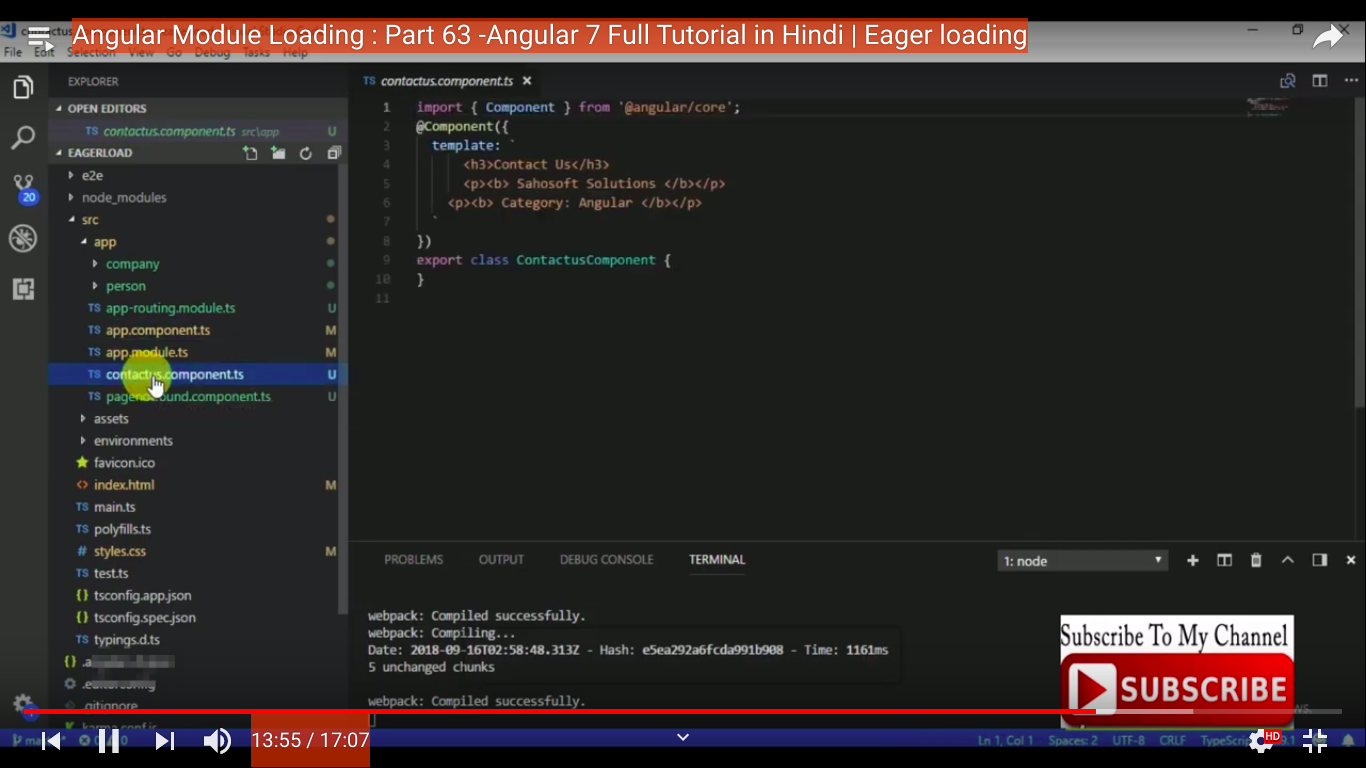 Angular Module Loading : Part 63 -Angular 7 Full Tutorial in Hindi | Eager loading
File Edit Selection View Go Debug Tasks Help
EXPLORER
OPEN EDITORS
TS contactus.component.ts src\app U
EAGERLOAD
e2e
node_modules
src
app
company
person
TS app-routing.module.ts U
TS app.component.ts M
TS app.module.ts M
TS contactus.component.ts U
TS U
assets
environments
favicon.ico
<> index.html M
TS main.ts
TS polyfills.ts
# styles.css M
TS test.ts
{} tsconfig.app.json
{} tsconfig.spec.json
TS typings.d.ts
{}
.editorconfig
.gitignore
karma.conf.js
20
TS contactus.component.ts ×
1 import { Component } from '@angular/core';
2 @Component({
3 template: `
4 <h3>Contact Us</h3>
5 <p><b> Sahosoft Solutions </b></p>
6 <p><b> Category: Angular </b></p>
7 `
8 })
9 export class ContactusComponent {
10 }
11
PROBLEMS OUTPUT DEBUG CONSOLE TERMINAL 1: node
webpack: Compiled successfully.
webpack: Compiling...
Date: 2018-09-16T02:58:48.313Z - Hash: e5ea292a6fcda991b908 - Time: 1161ms
5 unchanged chunks
webpack: Compiled successfully.
Subscribe To My Channel
SUBSCRIBE
13:55 / 17:07
Ln 1, Col 1 Spaces: 2 UTF-8 CRLF
HD